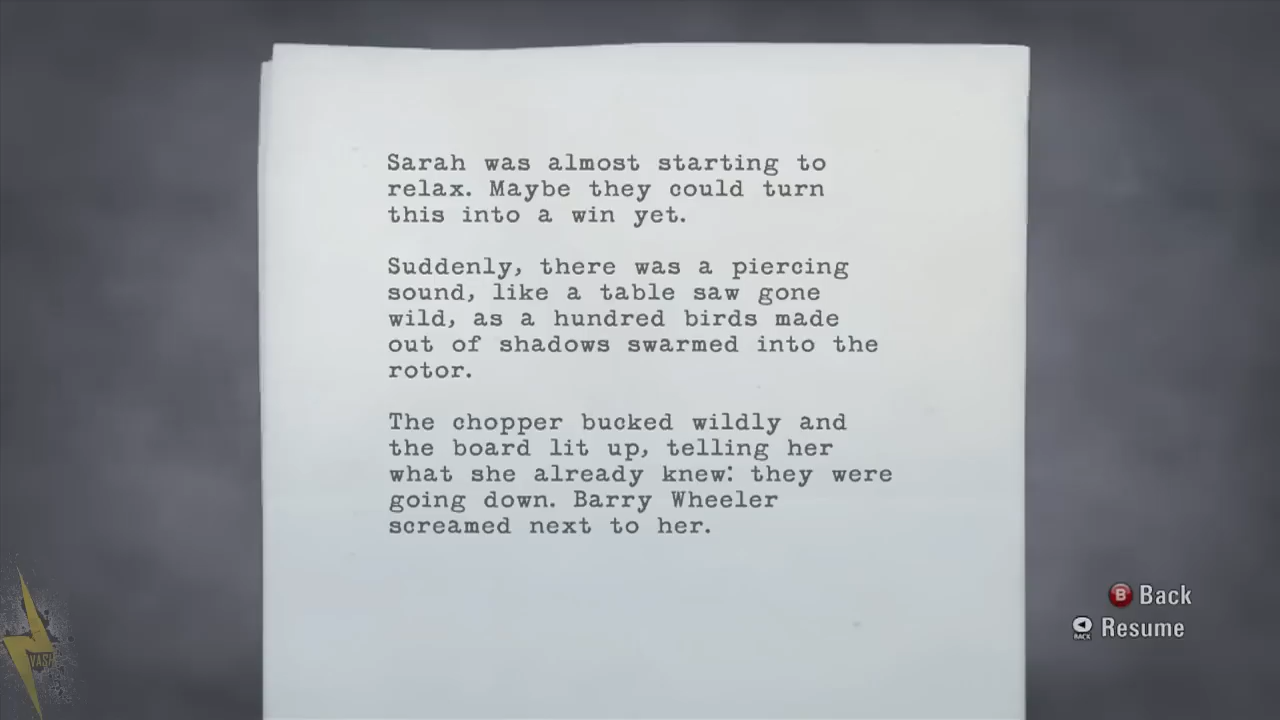 Sarah was almost starting to
relax. Maybe they could turn
this into a win yet.
Suddenly, there was a piercing
sound, like a table saw gone
wild, as a hundred birds made
out of shadows swarmed into the
rotor.
The chopper bucked wildly and
the board lit up, telling her
what she already knew: they were
going down. Barry Wheeler
screamed next to her.
B Back
BACK Resume